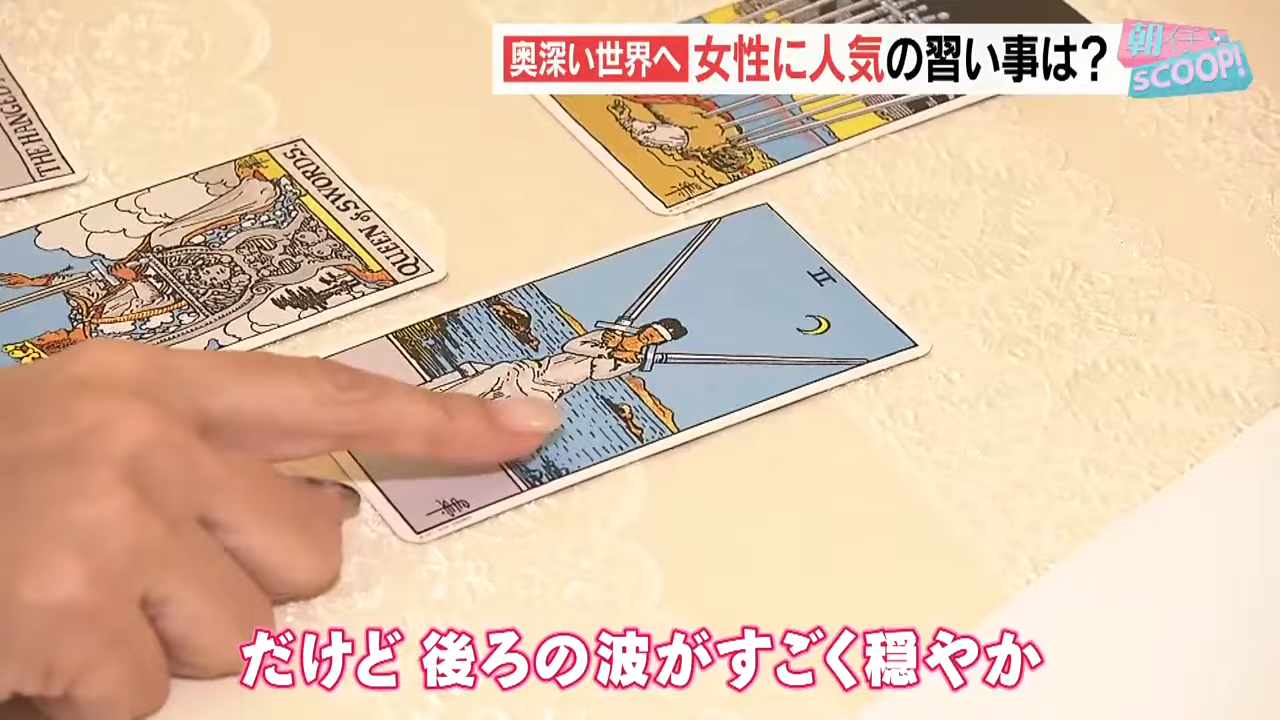 奥深い世界へ 女性に人気の習い事は?
朝イチ
SCOOP!
THE HANGED
QUEEN of SWORDS.
II
だけど 後ろの波がすごく穏やか